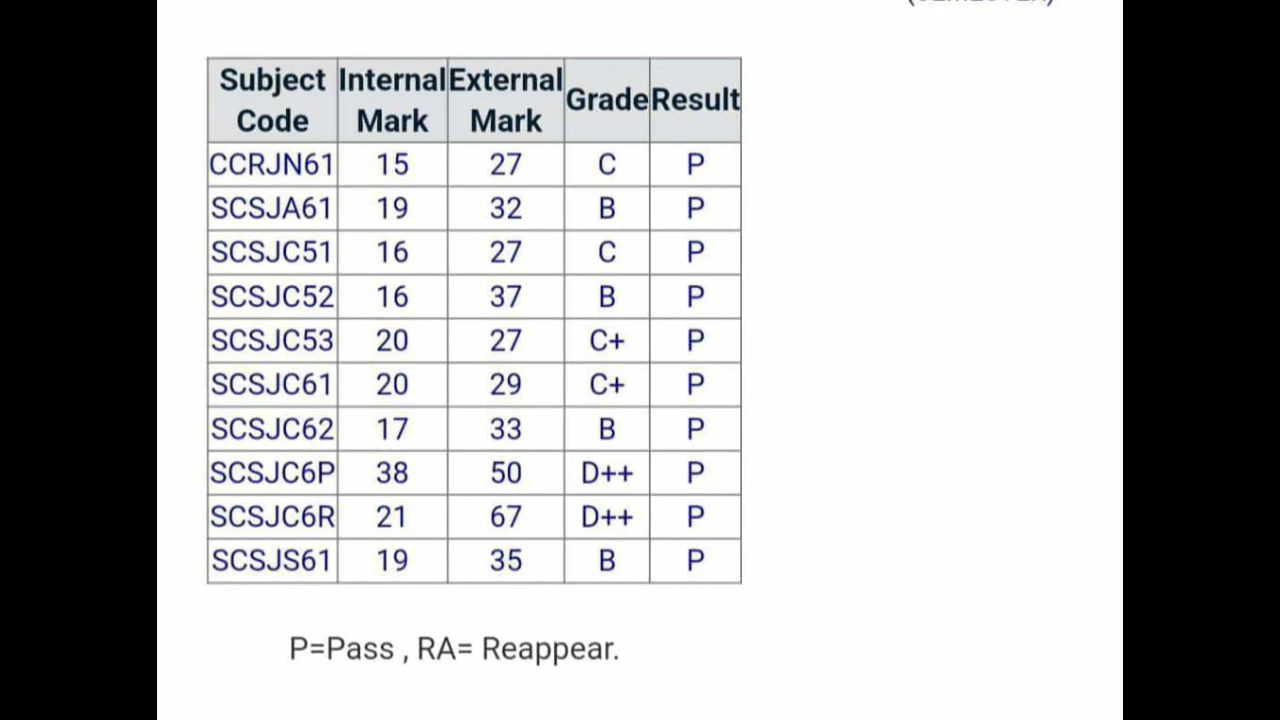 Subject Code Internal Mark External Mark Grade Result
CCRJN61 15 27 C P
SCSJA61 19 32 B P
SCSJC51 16 27 C P
SCSJC52 16 37 B P
SCSJC53 20 27 C+ P
SCSJC61 20 29 C+ P
SCSJC62 17 33 B P
SCSJC6P 38 50 D++ P
SCSJC6R 21 67 D++ P
SCSJS61 19 35 B P
P=Pass , RA= Reappear.